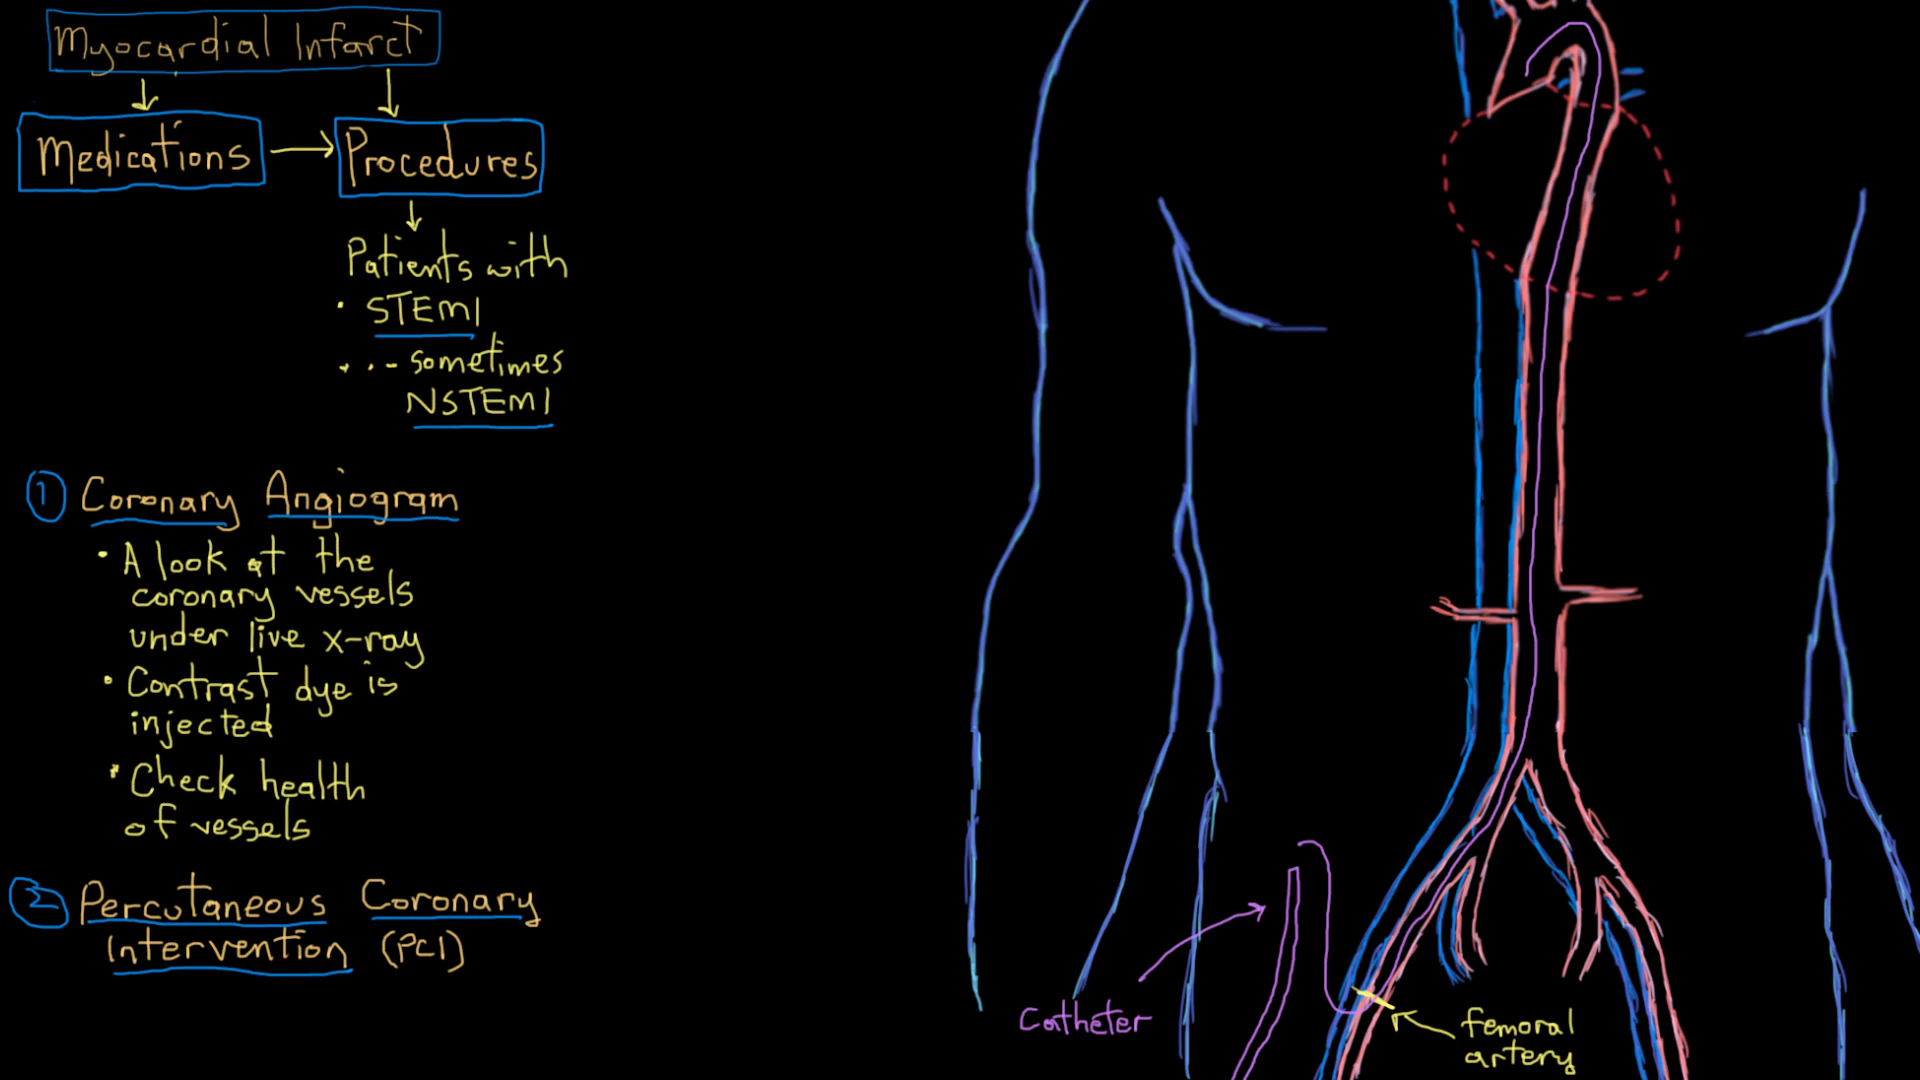 Myocardial Infarct
Medications
Procedures
Patients with
• STEMI
• ... sometimes
NSTEMI
1 Coronary Angiogram
• A look at the
coronary vessels
under live x-ray
• Contrast dye is
injected
• Check health
of vessels
2 Percutaneous Coronary
Intervention (PCI)
Catheter
femoral
artery